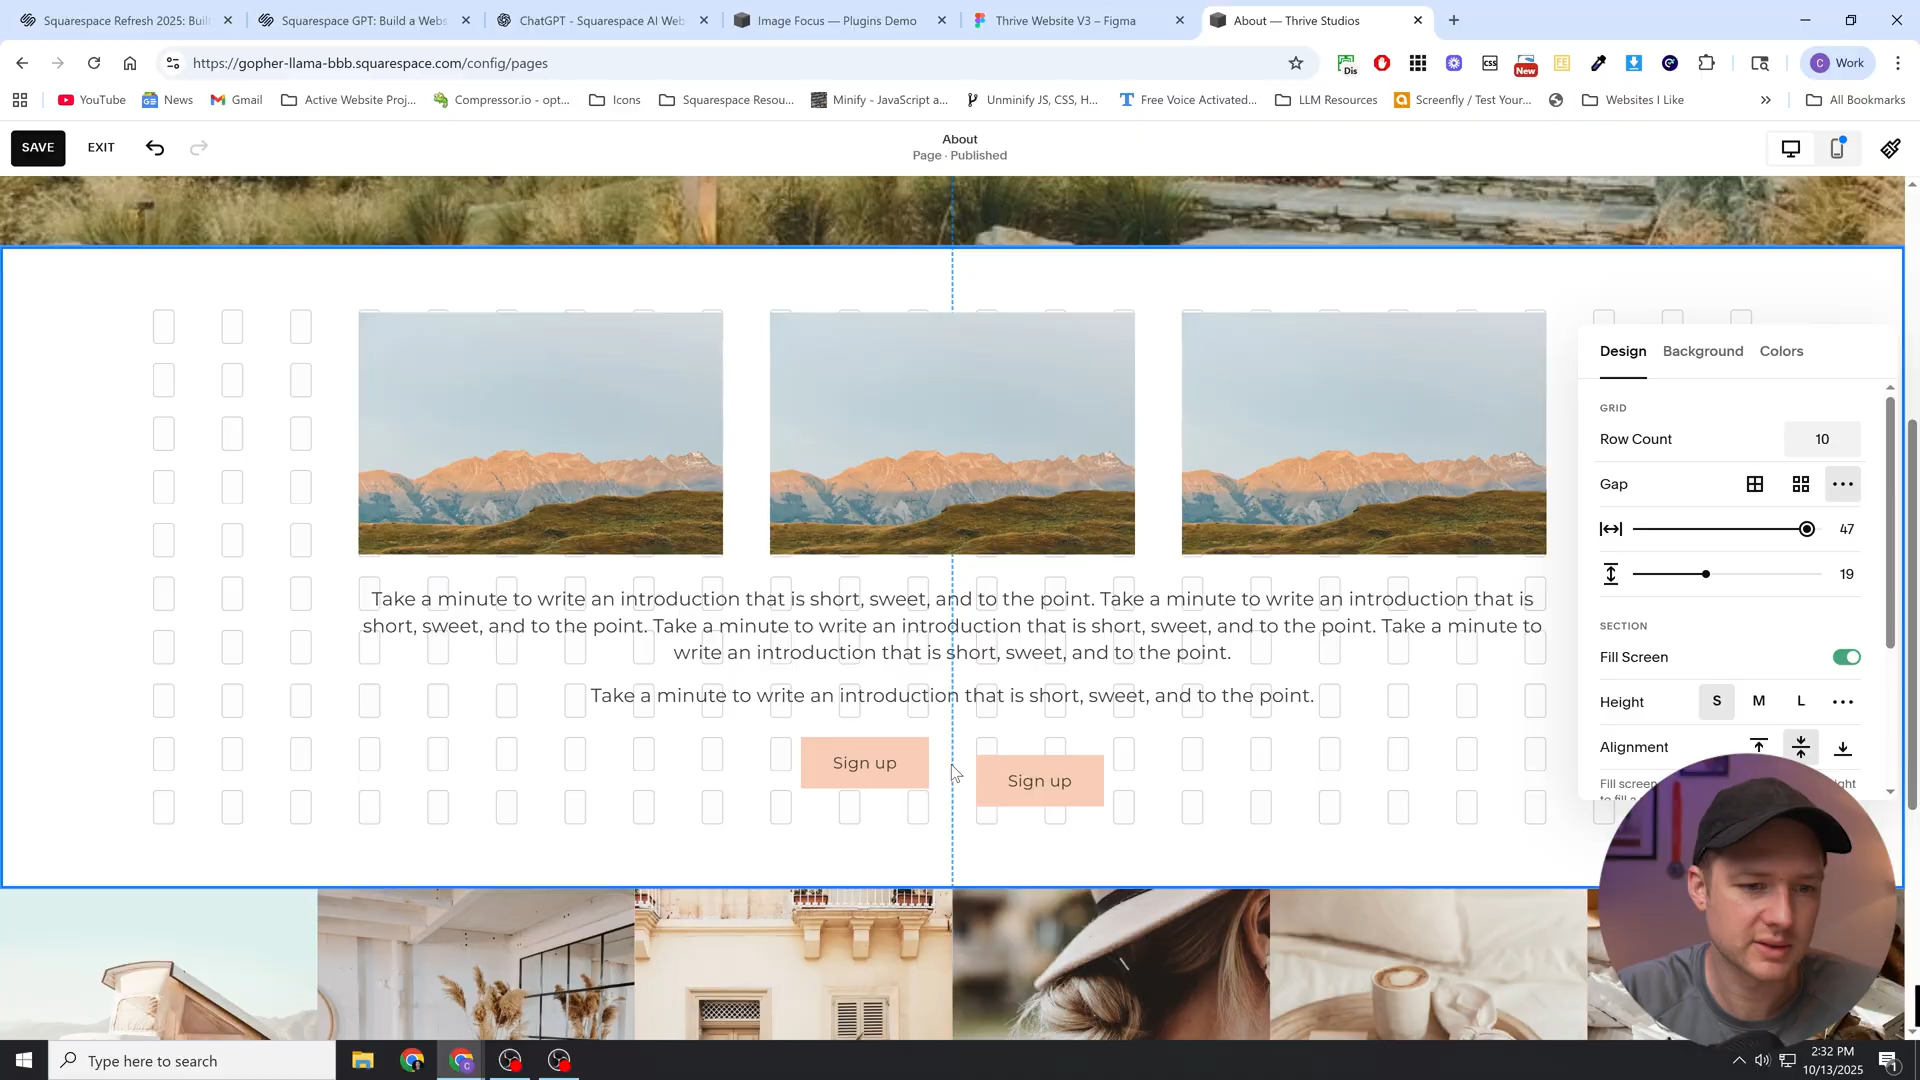 Squarespace Refresh 2025: Buil
Squarespace GPT: Build a Webs
ChatGPT - Squarespace AI Web
Image Focus — Plugins Demo
Thrive Website V3 – Figma
About — Thrive Studios
https://gopher-llama-bbb.squarespace.com/config/pages
Dis
CSS
New
C Work
YouTube
News
Gmail
Active Website Proj...
Compressor.io - opt...
Icons
Squarespace Resou...
Minify - JavaScript a...
Unminify JS, CSS, H...
Free Voice Activated...
LLM Resources
Screenfly / Test Your...
Websites I Like
All Bookmarks
SAVE
EXIT
About
Page · Published
Design
Background
Colors
GRID
Row Count
10
Gap
47
19
SECTION
Fill Screen
Height
S
M
L
Alignment
Take a minute to write an introduction that is short, sweet, and to the point. Take a minute to write an introduction that is
short, sweet, and to the point. Take a minute to write an introduction that is short, sweet, and to the point. Take a minute to
write an introduction that is short, sweet, and to the point.
Take a minute to write an introduction that is short, sweet, and to the point.
Sign up
Sign up
Type here to search
2:32 PM
10/13/2025
1